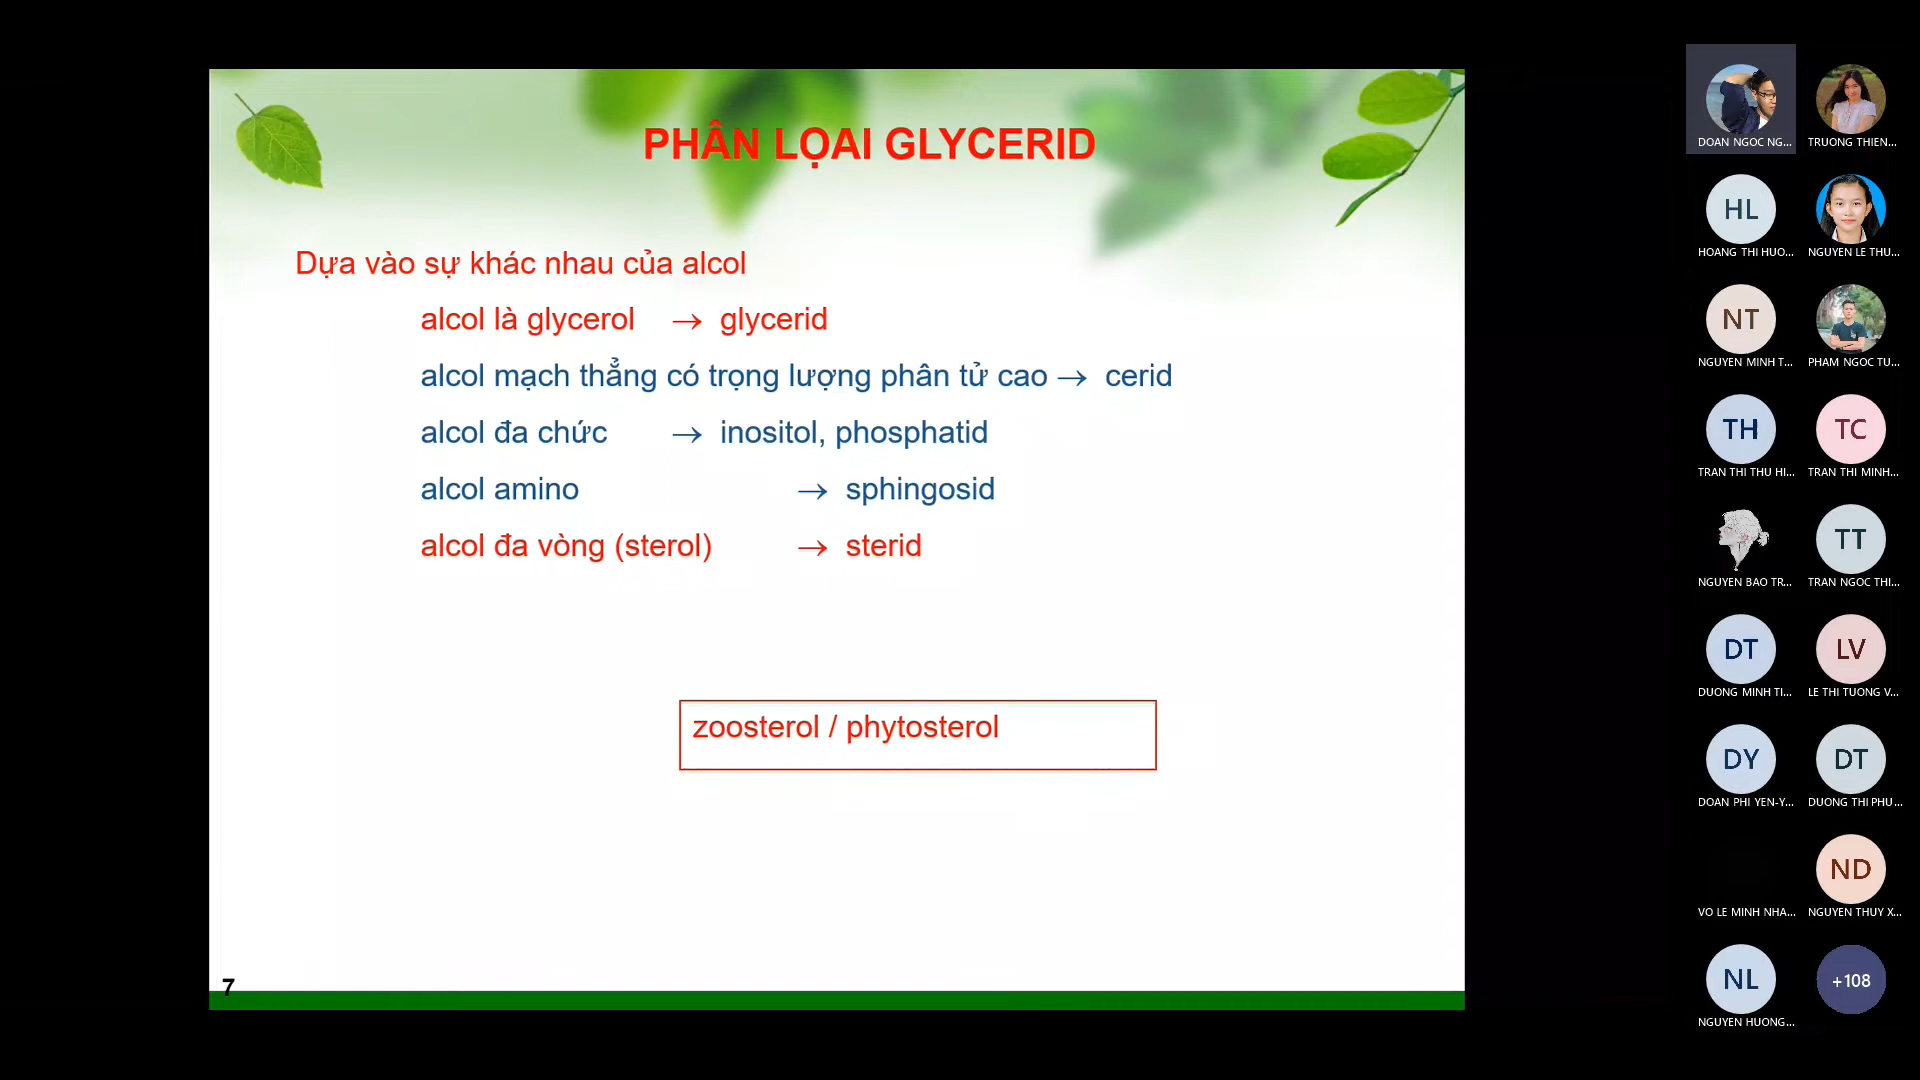 PHÂN LỌAI GLYCERID
Dựa vào sự khác nhau của alcol
alcol là glycerol → glycerid
alcol mạch thẳng có trọng lượng phân tử cao → cerid
alcol đa chức → inositol, phosphatid
alcol amino → sphingosid
alcol đa vòng (sterol) → sterid
zoosterol / phytosterol
7
DOAN NGOC NG...
TRUONG THIEN...
HL
HOANG THI HUO...
NGUYEN LE THU...
NT
NGUYEN MINH T...
PHAM NGOC TU...
TH
TC
TRAN THI THU HI...
TRAN THI MINH...
TT
NGUYEN BAO TR...
TRAN NGOC THI...
DT
LV
DUONG MINH TI...
LE THI TUONG V...
DY
DT
DOAN PHI YEN-Y...
DUONG THI PHU...
ND
VO LE MINH NHA...
NGUYEN THUY X...
NL
+108
NGUYEN HUONG...